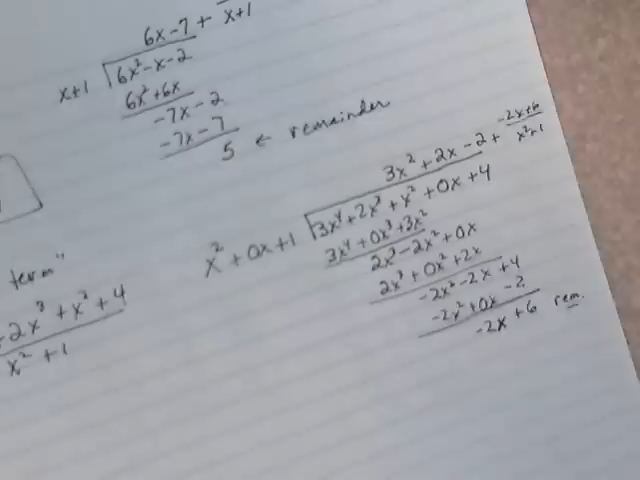 6x-7 + x+1
x+1 6x²-x-2
6x²+6x
-7x-2
-7x-7
5 ← remainder
3x²+2x-2+ -2x+6
x²+1
x²+0x+1 3x⁴+2x³+x²+0x+4
3x⁴+0x³+3x²
2x³-2x²+0x
2x³+0x²+2x
-2x²-2x+4
-2x²+0x-2
-2x+6 rem.
term"
2x³+x²+4
x²+1